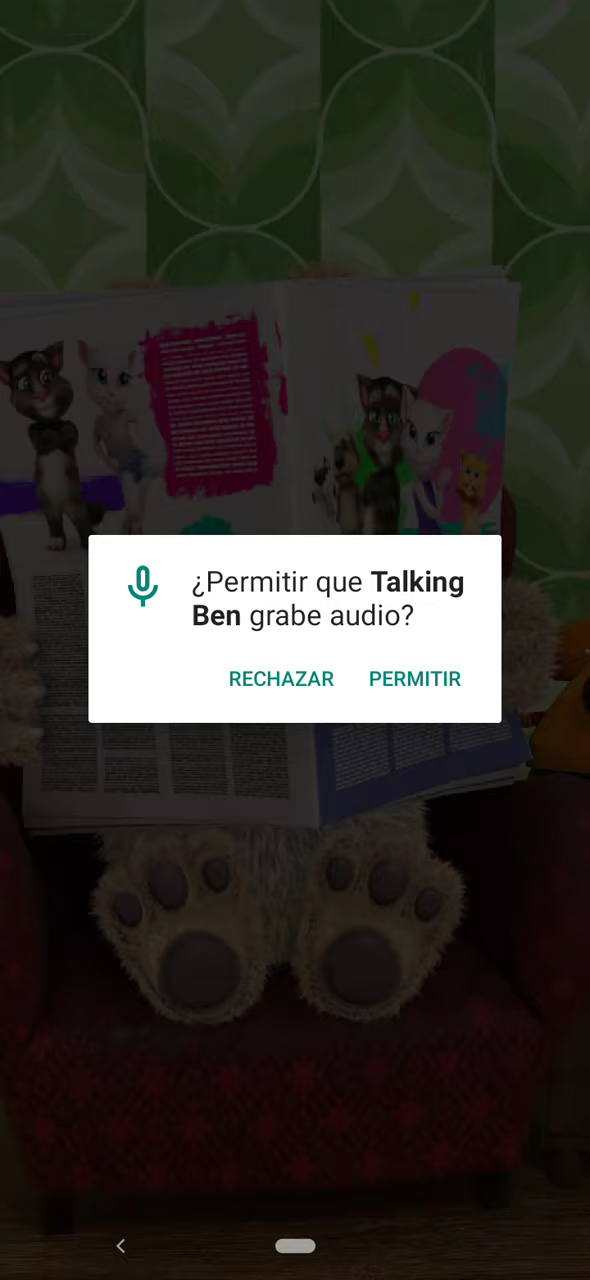 ¿Permitir que Talking
Ben grabe audio?
RECHAZAR PERMITIR